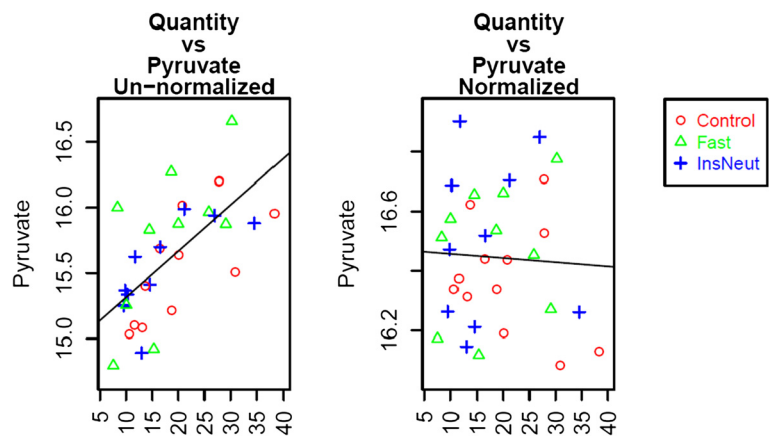 Quantity
vs
Pyruvate
Un-normalized
Pyruvate
16.5
16.0
15.5
15.0
5 10 15 20 25 30 35 40
Quantity
vs
Pyruvate
Normalized
Pyruvate
16.6
16.2
5 10 15 20 25 30 35 40
Control
Fast
InsNeut